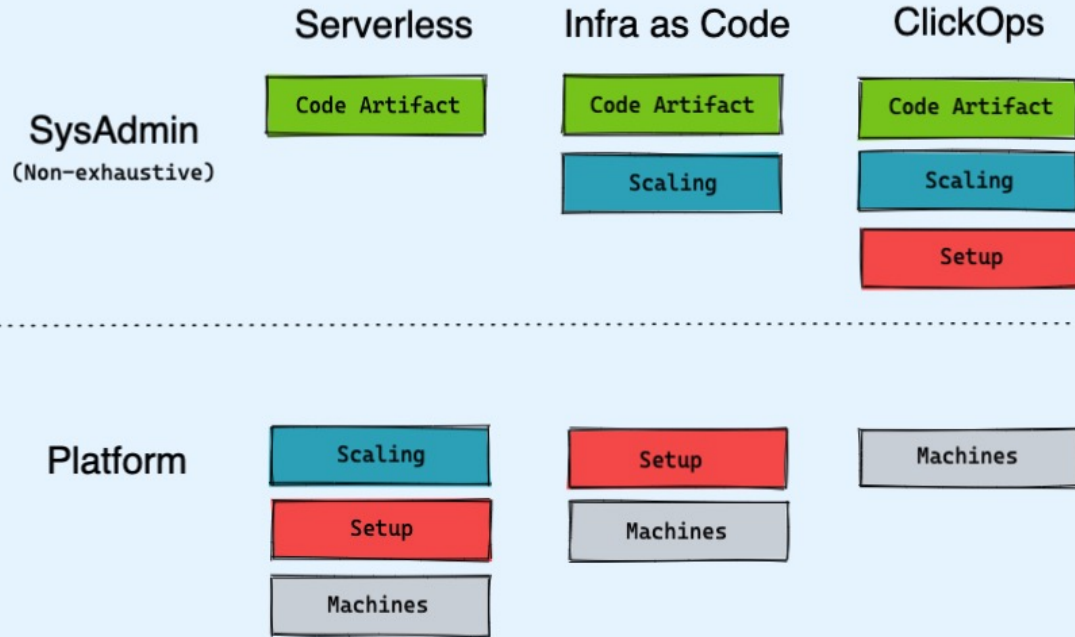 Serverless
Infra as Code
ClickOps
SysAdmin
(Non-exhaustive)
Code Artifact
Code Artifact
Code Artifact
Scaling
Scaling
Setup
Platform
Scaling
Setup
Machines
Setup
Machines
Machines